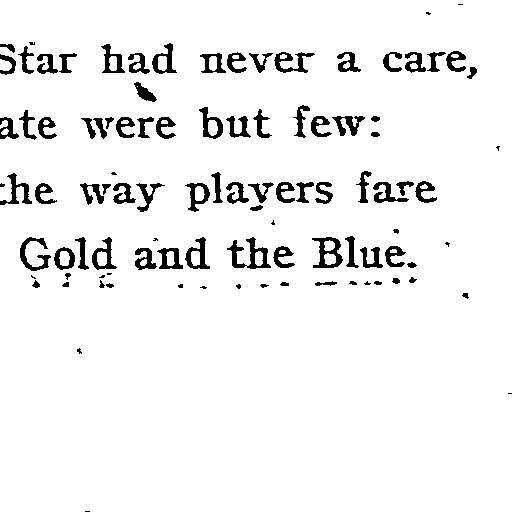 Star had never a care,
ate were but few:
the way players fare
Gold and the Blue.